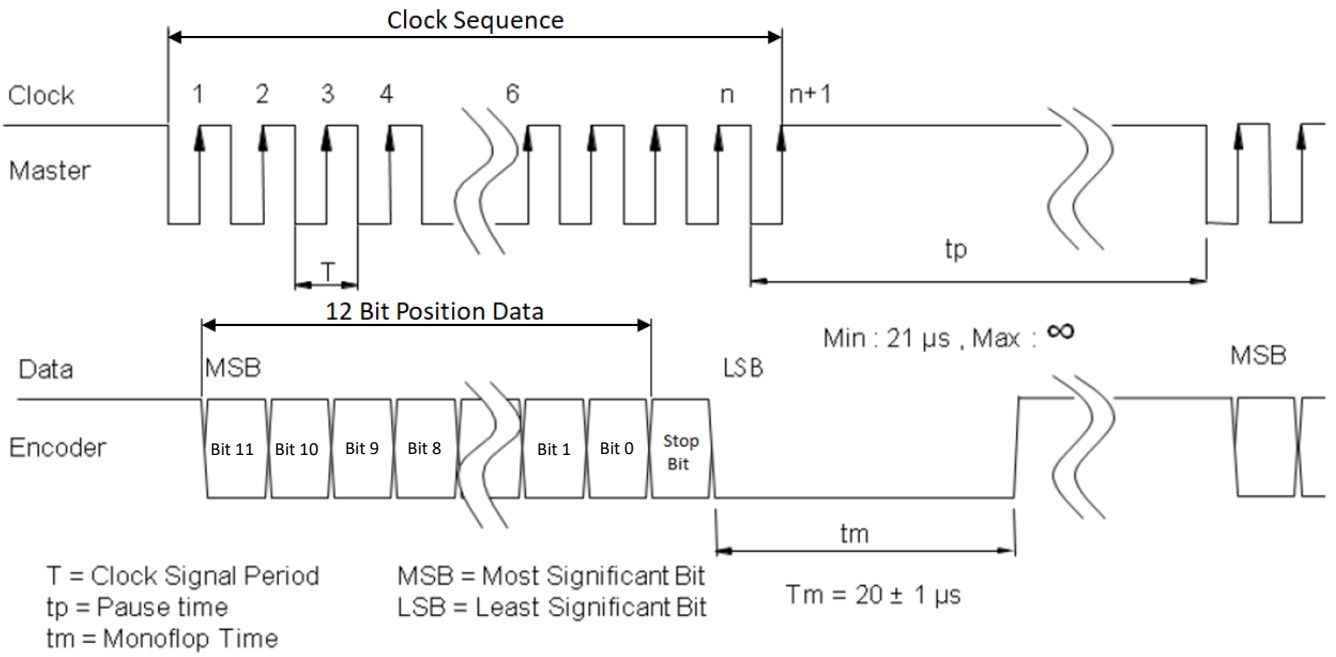 Clock Sequence
Clock 1 2 3 4 6 n n+1
Master
T
tp
12 Bit Position Data
Min : 21 µs , Max : ∞
Data MSB LSB MSB
Encoder Bit 11 Bit 10 Bit 9 Bit 8 Bit 1 Bit 0 Stop Bit
tm
T = Clock Signal Period
tp = Pause time
tm = Monoflop Time
MSB = Most Significant Bit
LSB = Least Significant Bit
Tm = 20 ± 1 µs